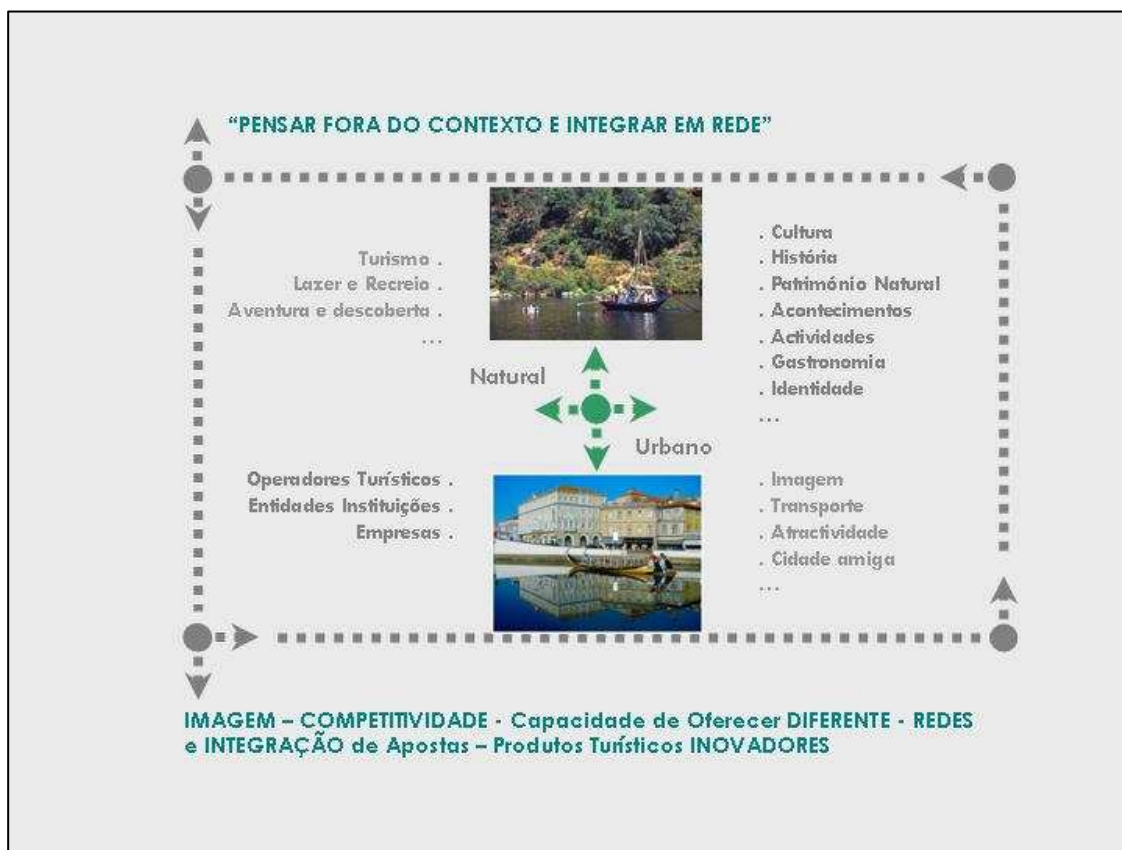 “PENSAR FORA DO CONTEXTO E INTEGRAR EM REDE”
Turismo .
Lazer e Recreio .
Aventura e descoberta .
...
. Cultura
. História
. Património Natural
. Acontecimentos
. Actividades
. Gastronomia
. Identidade
...
Natural
Urbano
Operadores Turísticos .
Entidades Instituições .
Empresas .
. Imagem
. Transporte
. Atractividade
. Cidade amiga
...
IMAGEM – COMPETITIVIDADE - Capacidade de Oferecer DIFERENTE - REDES
e INTEGRAÇÃO de Apostas – Produtos Turísticos INOVADORES